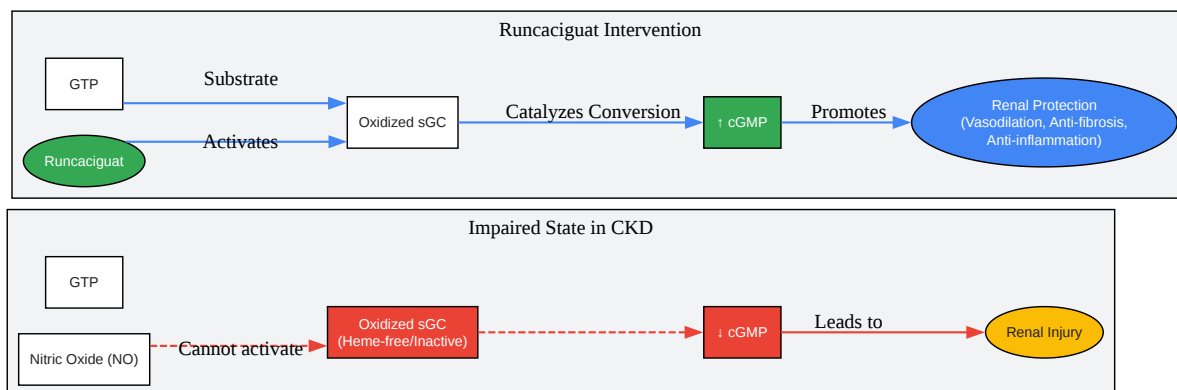 Runcaciguat Intervention
GTP
Substrate
Oxidized sGC
Catalyzes Conversion
↑ cGMP
Promotes
Renal Protection
(Vasodilation, Anti-fibrosis,
Anti-inflammation)
Activates
Runcaciguat
Impaired State in CKD
GTP
Nitric Oxide (NO)
Cannot activate
Oxidized sGC
(Heme-free/Inactive)
↓ cGMP
Leads to
Renal Injury